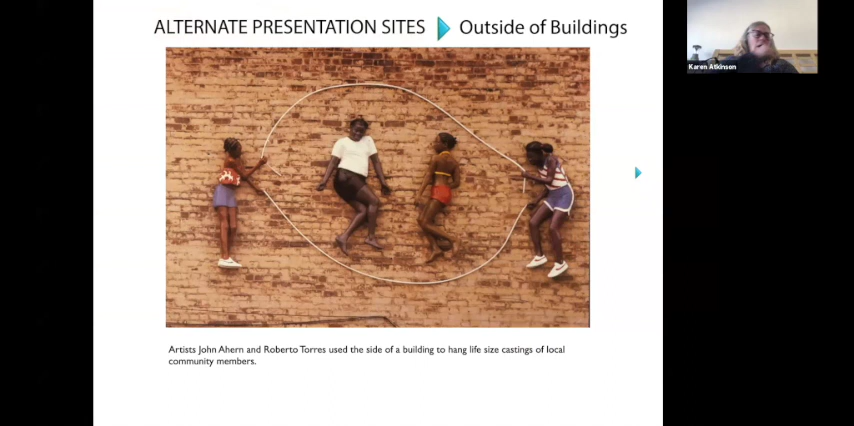 ALTERNATE PRESENTATION SITES Outside of Buildings
Karen Atkinson
Artists John Ahern and Roberto Torres used the side of a building to hang life size castings of local
community members.